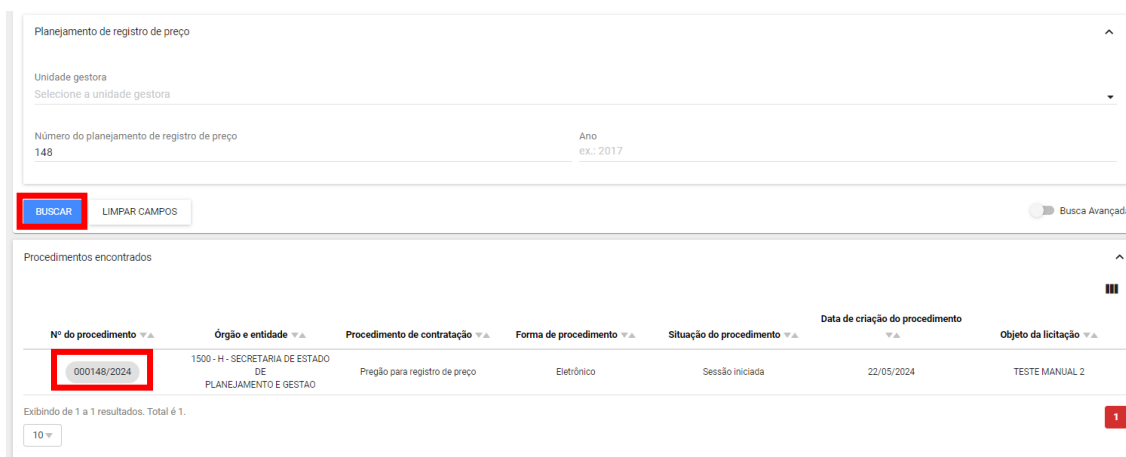 Planejamento de registro de preço
Unidade gestora
Selecione a unidade gestora
Número do planejamento de registro de preço
Ano
148
ex.: 2017
BUSCAR
LIMPAR CAMPOS
Busca Avançada
Procedimentos encontrados
Nº do procedimento
Órgão e entidade
Procedimento de contratação
Forma de procedimento
Situação do procedimento
Data de criação do procedimento
Objeto da licitação
000148/2024
1500 - H - SECRETARIA DE ESTADO
DE
PLANEJAMENTO E GESTAO
Pregão para registro de preço
Eletrônico
Sessão iniciada
22/05/2024
TESTE MANUAL 2
Exibindo de 1 a 1 resultados. Total é 1.
1
10